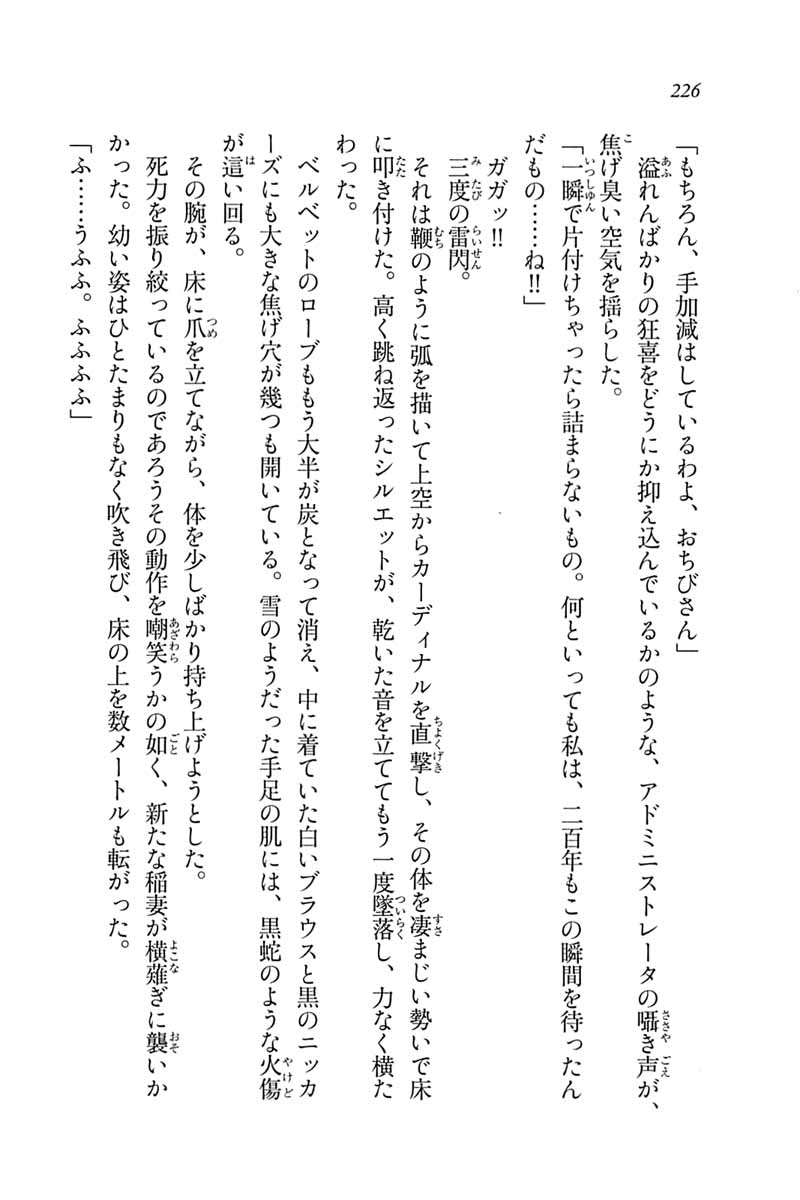 226
「もちろん、手加減はしているわよ、おちびさん」
溢れんばかりの狂喜をどうにか抑え込んでいるかのような、アドミニストレータの囁き声が、
焦げ臭い空気を揺らした。
「一瞬で片付けちゃったら詰まらないもの。何といっても私は、二百年もこの瞬間を待ったん
だもの……ね!!」
ガガッ!!
三度の雷閃。
それは鞭のように弧を描いて上空からカーディナルを直撃し、その体を凄まじい勢いで床
に叩き付けた。高く跳ね返ったシルエットが、乾いた音を立ててもう一度墜落し、力なく横た
わった。
ベルベットのローブももう大半が炭となって消え、中に着ていた白いブラウスと黒のニッカ
ーズにも大きな焦げ穴が幾つも開いている。雪のようだった手足の肌には、黒蛇のような火傷
が這い回る。
その腕が、床に爪を立てながら、体を少しばかり持ち上げようとした。
死力を振り絞っているのであろうその動作を嘲笑うかの如く、新たな稲妻が横薙ぎに襲いか
かった。幼い姿はひとたまりもなく吹き飛び、床の上を数メートルも転がった。
「ふ……うふふ。ふふふふ」